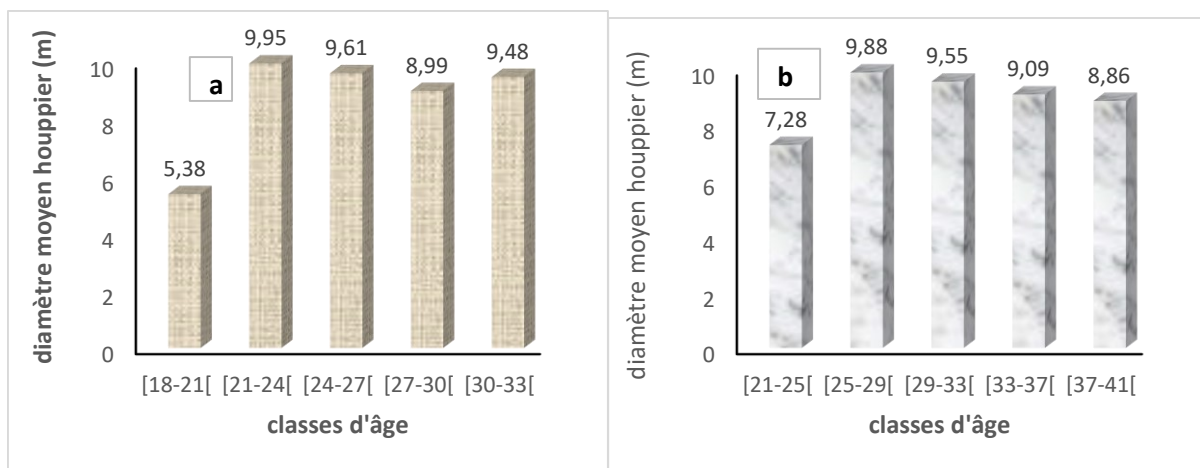 a
diamètre moyen houppier (m)
10
8
6
4
2
0
5,38
9,95
9,61
8,99
9,48
[18-21[ [21-24[ [24-27[ [27-30[ [30-33[
classes d'âge
b
diamètre moyen houppier (m)
10
8
6
4
2
0
7,28
9,88
9,55
9,09
8,86
[21-25[ [25-29[ [29-33[ [33-37[ [37-41[
classes d'âge